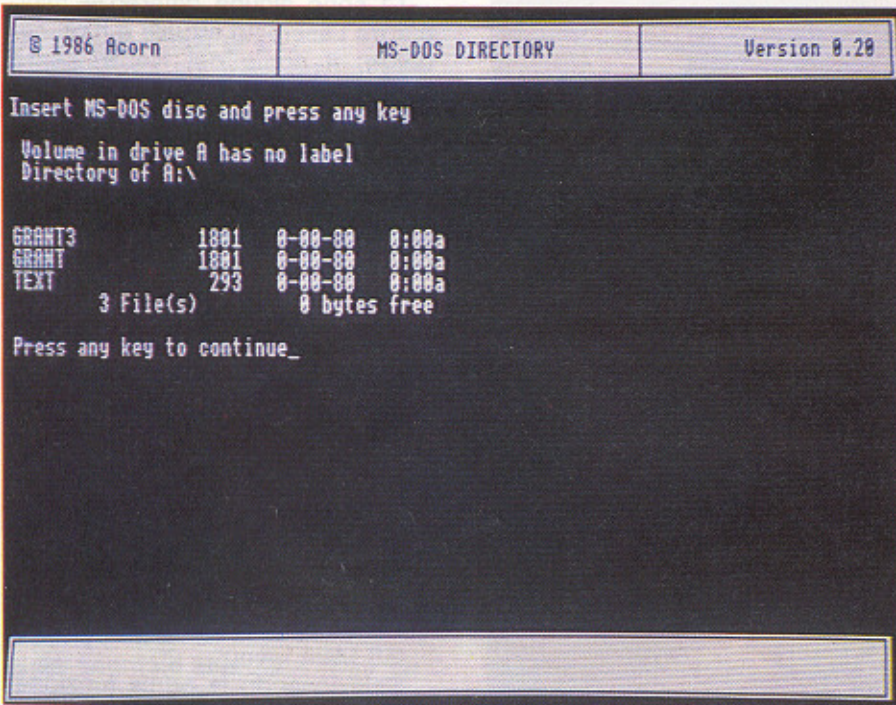 © 1986 Acorn MS-DOS DIRECTORY Version 0.20
Insert MS-DOS disc and press any key
Volume in drive A has no label
Directory of A:\
GRANT3 1801 0-00-80 0:00a
GRANT 1801 0-00-80 0:00a
TEXT 293 0-00-80 0:00a
3 File(s) 0 bytes free
Press any key to continue_